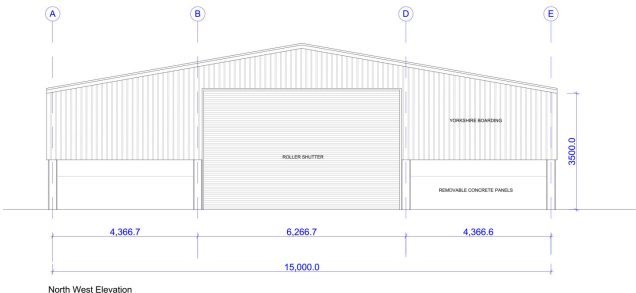 A B D E
YORKSHIRE BOARDING
3500.0
ROLLER SHUTTER
REMOVABLE CONCRETE PANELS
4,366.7 6,266.7 4,366.6
15,000.0
North West Elevation